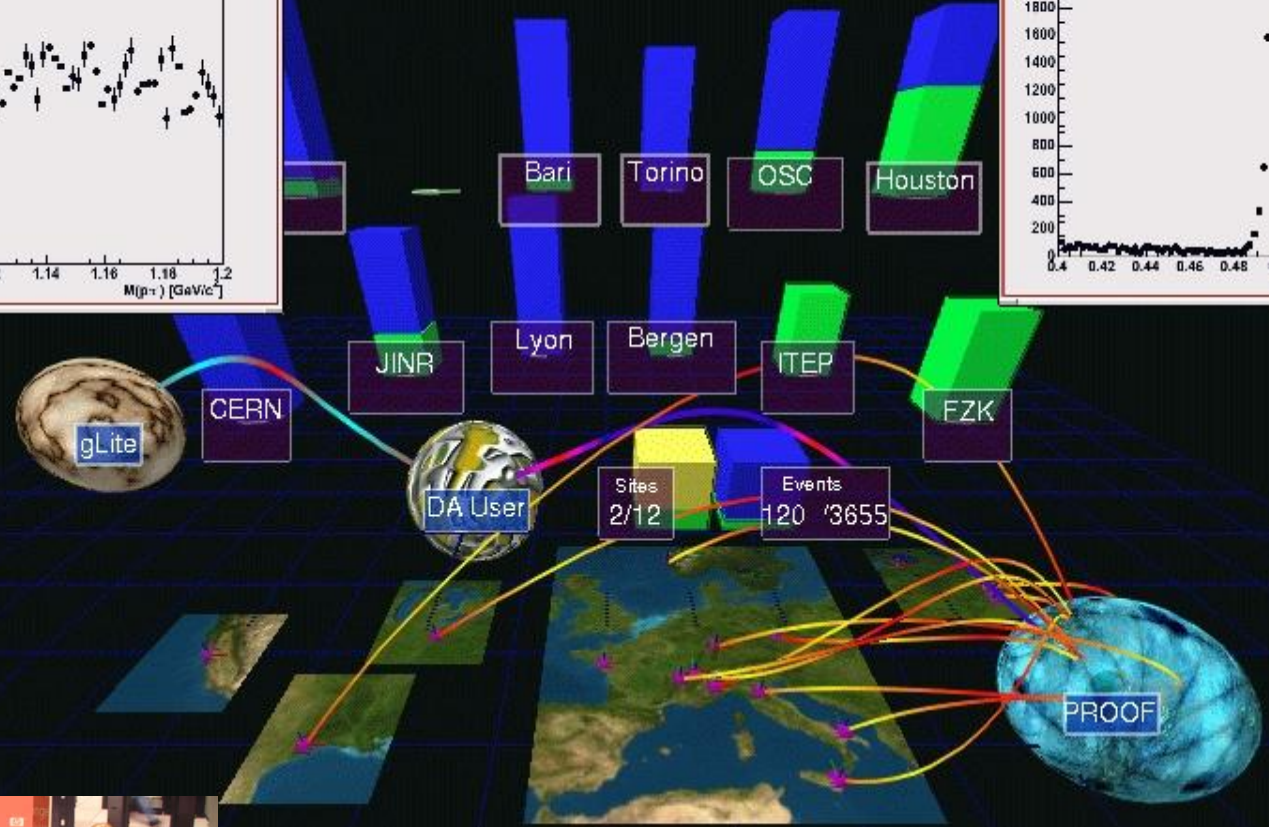 1.14 1.16 1.16 1.2
M(pπ) [GeV/c²]
1800
1600
1400
1200
1000
800
600
400
200
0
0.4 0.42 0.44 0.46 0.48
Bari
Torino
OSC
Houston
JINR
Lyon
Bergen
ITEP
FZK
CERN
gLite
DA User
Sites
2/12
Events
120 /3655
PROOF